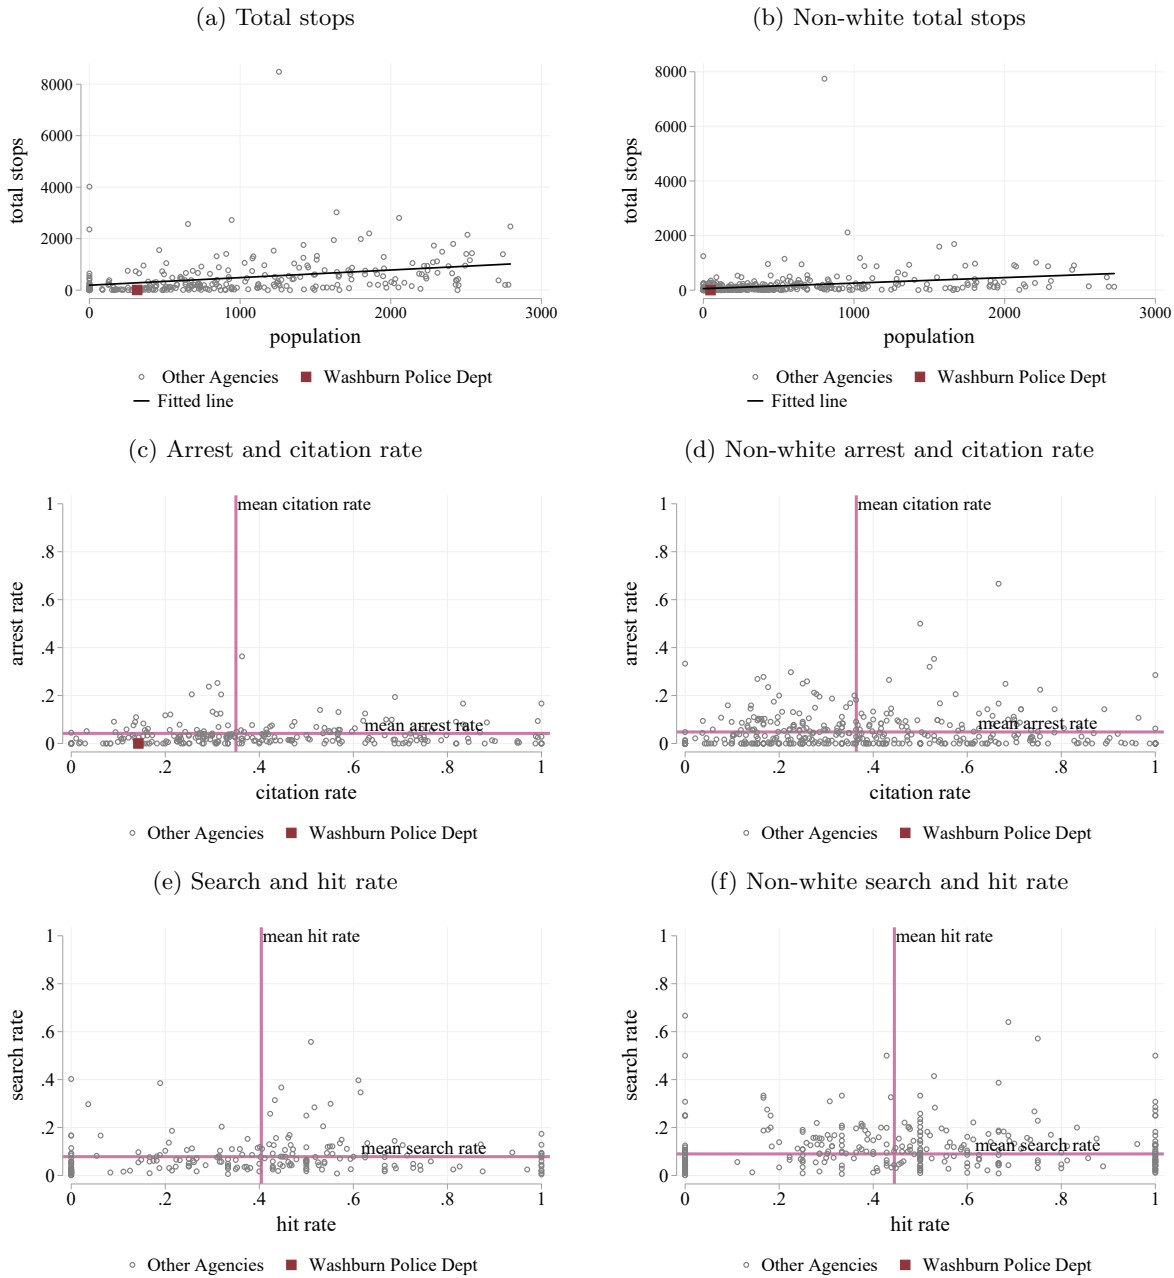 (a) Total stops
(b) Non-white total stops
8000
6000
4000
2000
0
total stops
0 1000 2000 3000
population
Other Agencies Washburn Police Dept
Fitted line
8000
6000
4000
2000
0
total stops
0 1000 2000 3000
population
Other Agencies Washburn Police Dept
Fitted line
(c) Arrest and citation rate
(d) Non-white arrest and citation rate
1
.8
.6
.4
.2
0
arrest rate
mean citation rate
mean arrest rate
0 .2 .4 .6 .8 1
citation rate
Other Agencies Washburn Police Dept
1
.8
.6
.4
.2
0
arrest rate
mean citation rate
mean arrest rate
0 .2 .4 .6 .8 1
citation rate
Other Agencies Washburn Police Dept
(e) Search and hit rate
(f) Non-white search and hit rate
1
.8
.6
.4
.2
0
search rate
mean hit rate
mean search rate
0 .2 .4 .6 .8 1
hit rate
Other Agencies Washburn Police Dept
1
.8
.6
.4
.2
0
search rate
mean hit rate
mean search rate
0 .2 .4 .6 .8 1
hit rate
Other Agencies Washburn Police Dept